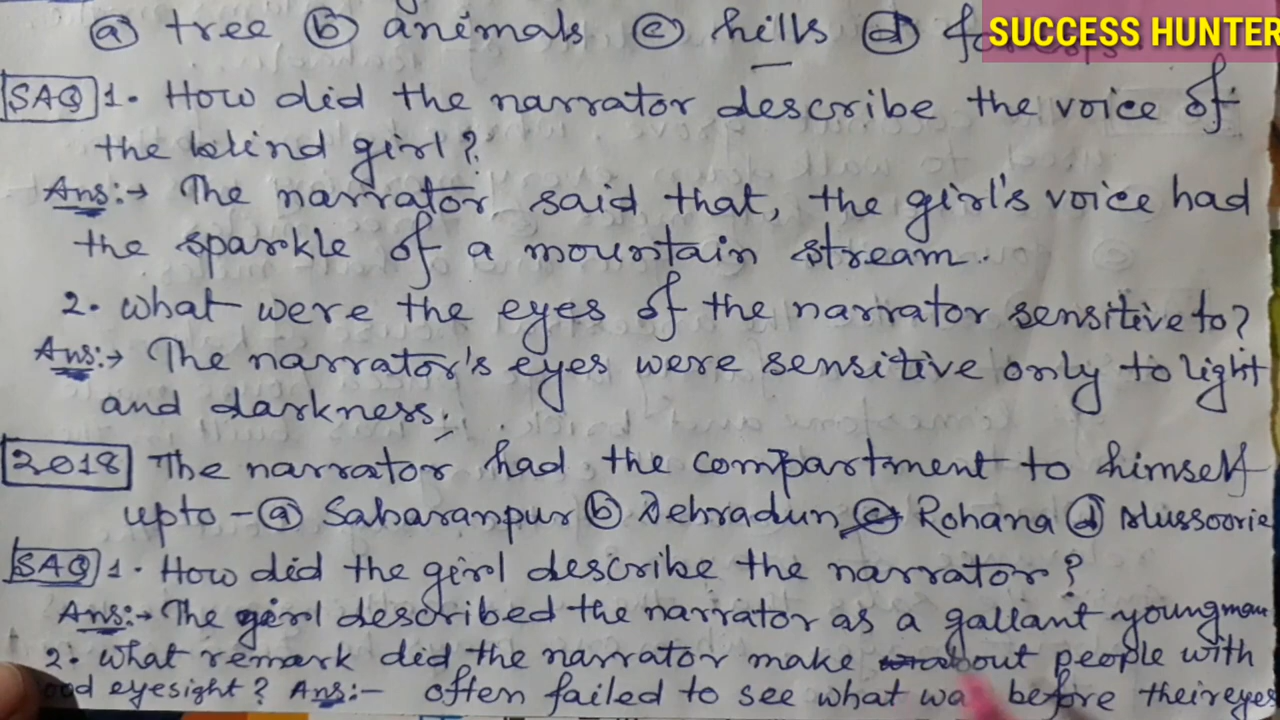 ⓐ tree ⓑ animals ⓒ hills ⓓ
SUCCESS HUNTER
SAQ 1. How did the narrator describe the voice of
the blind girl?
Ans:→ The narrator said that, the girl's voice had
the sparkle of a mountain stream.
2. What were the eyes of the narrator sensitive to?
Ans:→ The narrator's eyes were sensitive only to light
and darkness.
2018 The narrator had the compartment to himself
upto - ⓐ Saharanpur ⓑ Dehradun ⓒ Rohana ⓓ Mussoorie
SAQ 1. How did the girl describe the narrator?
Ans:→ The girl described the narrator as a gallant youngman
2. What remark did the narrator make about people with
eyesight? Ans:- often failed to see what before their eyes